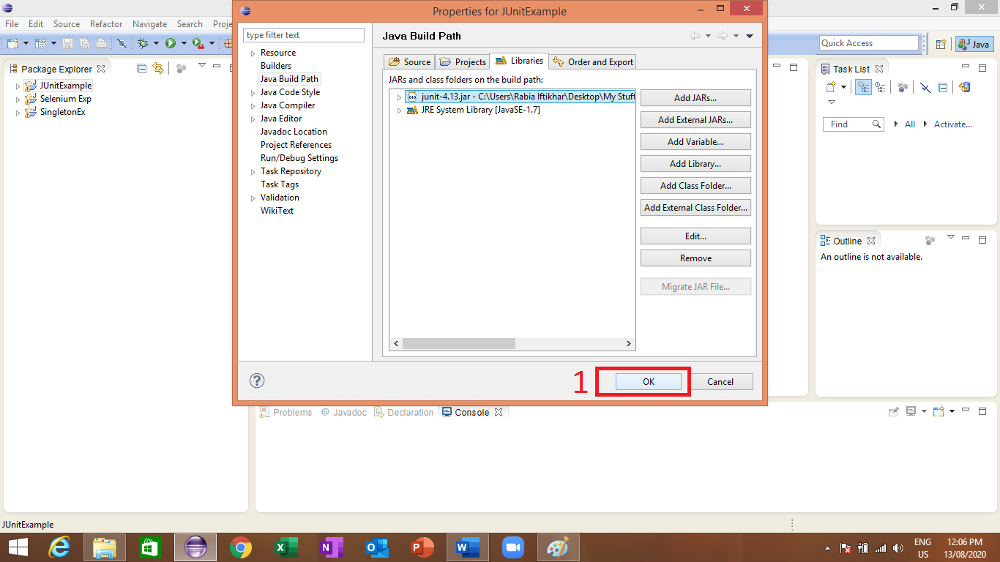 Properties for JUnitExample
File Edit Source Refactor Navigate Search Proje
Quick Access
Java
Package Explorer
JUnitExample
Selenium Exp
SingletonEx
type filter text
Resource
Builders
Java Build Path
Java Code Style
Java Compiler
Java Editor
Javadoc Location
Project References
Run/Debug Settings
Task Repository
Task Tags
Validation
WikiText
Java Build Path
Source Projects Libraries Order and Export
JARs and class folders on the build path:
junit-4.13.jar - C:\Users\Rabia Iftikhar\Desktop\My Stuff
JRE System Library [JavaSE-1.7]
Add JARs...
Add External JARs...
Add Variable...
Add Library...
Add Class Folder...
Add External Class Folder...
Edit...
Remove
Migrate JAR File...
1
OK Cancel
Task List
Find All Activate...
Outline
An outline is not available.
Problems @ Javadoc Declaration Console
JUnitExample
ENG
US
12:06 PM
13/08/2020